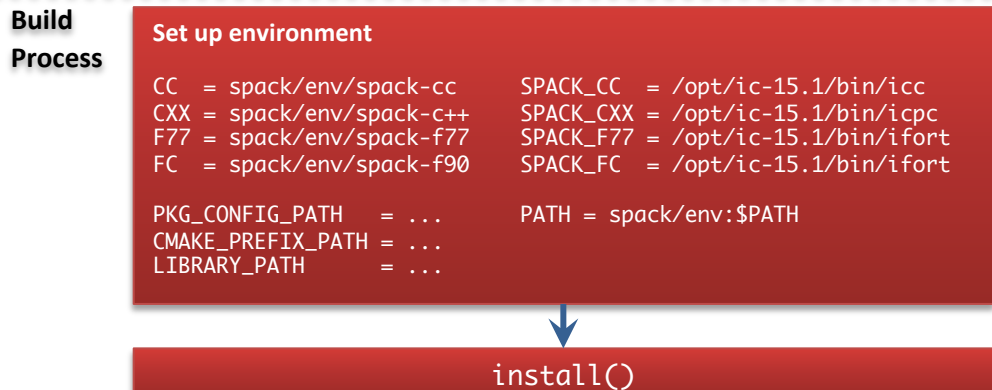 Build
Process
Set up environment
CC  = spack/env/spack-cc     SPACK_CC  = /opt/ic-15.1/bin/icc
CXX = spack/env/spack-c++    SPACK_CXX = /opt/ic-15.1/bin/icpc
F77 = spack/env/spack-f77    SPACK_F77 = /opt/ic-15.1/bin/ifort
FC  = spack/env/spack-f90    SPACK_FC  = /opt/ic-15.1/bin/ifort
PKG_CONFIG_PATH   = ...      PATH = spack/env:$PATH
CMAKE_PREFIX_PATH = ...
LIBRARY_PATH      = ...
install()